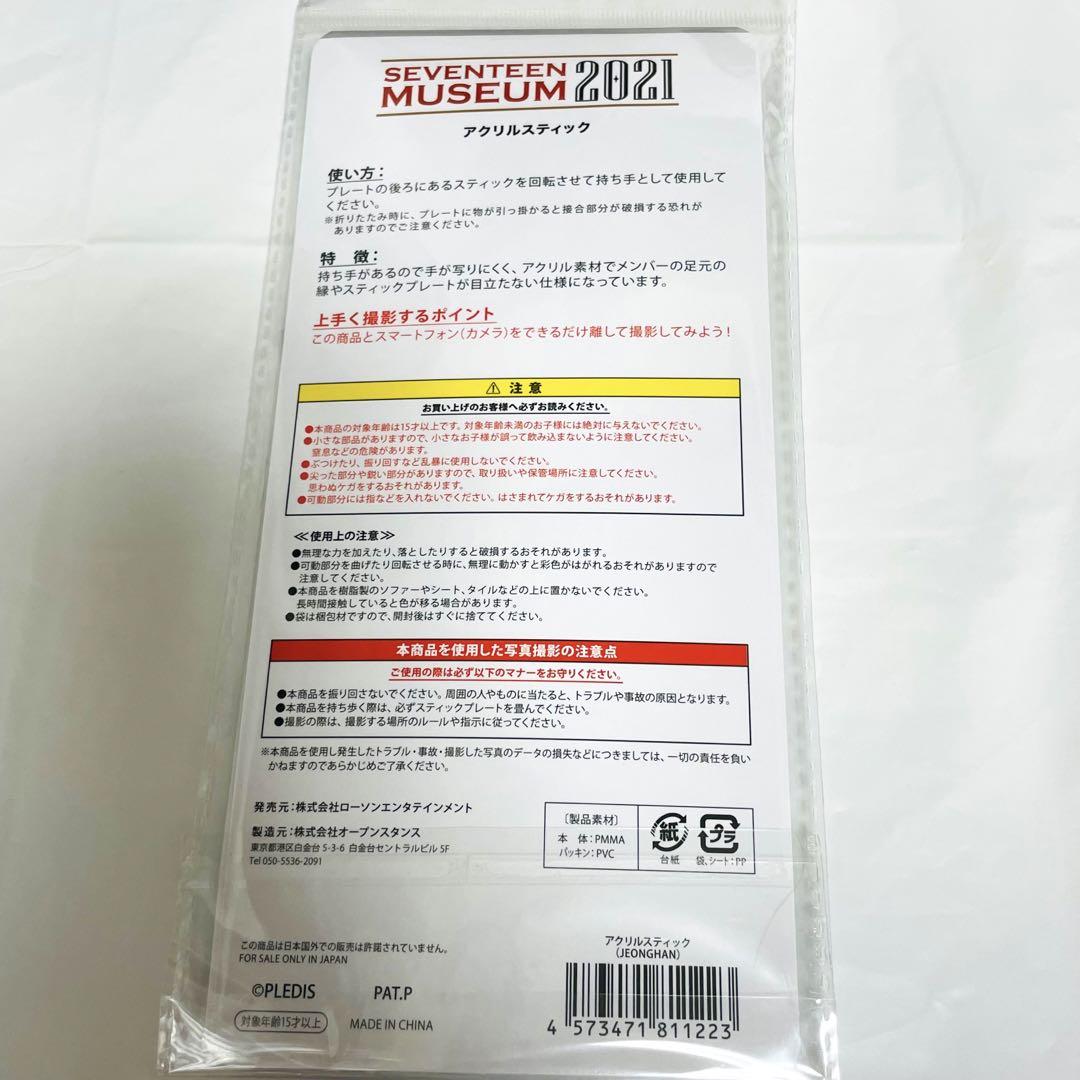 SEVENTEEN
MUSEUM 2021
アクリルスティック
使い方：
プレートの後ろにあるスティックを回転させて持ち手として使用して
ください。
※折りたたみ時に、プレートに物が引っ掛かると接合部分が破損する恐れが
ありますのでご注意ください。
特　徴：
持ち手があるので手が写りにくく、アクリル素材でメンバーの足元の
縁やスティックプレートが目立たない仕様になっています。
上手く撮影するポイント
この商品とスマートフォン（カメラ）をできるだけ離して撮影してみよう！
⚠ 注意
お買い上げのお客様へ必ずお読みください。
●本商品の対象年齢は15才以上です。対象年齢未満のお子様には絶対に与えないでください。
●小さな部品がありますので、小さなお子様が誤って飲み込まないように注意してください。
窒息などの危険があります。
●ぶつけたり、振り回すなど乱暴に使用しないでください。
●尖った部分や鋭い部分がありますので、取り扱いや保管場所に注意してください。
思わぬケガをするおそれがあります。
●可動部分には指などを入れないでください。はさまれてケガをするおそれがあります。
≪使用上の注意≫
●無理な力を加えたり、落としたりすると破損するおそれがあります。
●可動部分を曲げたり回転させる時に、無理に動かすと彩色がはがれるおそれがありますので
注意してください。
●本商品を樹脂製のソファーやシート、タイルなどの上に置かないでください。
長時間接触していると色が移る場合があります。
●袋は梱包材ですので、開封後はすぐに捨ててください。
本商品を使用した写真撮影の注意点
ご使用の際は必ず以下のマナーをお守りください。
●本商品を振り回さないでください。周囲の人やものに当たると、トラブルや事故の原因となります。
●本商品を持ち歩く際は、必ずスティックプレートを畳んでください。
●撮影の際は、撮影する場所のルールや指示に従ってください。
※本商品を使用し発生したトラブル・事故・撮影した写真のデータの損失などにつきましては、一切の責任を負い
かねますのであらかじめご了承ください。
発売元：株式会社ローソンエンタテインメント
製造元：株式会社オープンスタンス
東京都港区白金台 5-3-6 白金台セントラルビル 5F
Tel 050-5536-2091
［製品素材］
本　体：PMMA
パッキン：PVC
紙
台紙
プラ
袋、シート：PP
この商品は日本国外での販売は許諾されていません。
FOR SALE ONLY IN JAPAN
©PLEDIS PAT.P
対象年齢15才以上 MADE IN CHINA
アクリルスティック
（JEONGHAN）
4 573471 811223